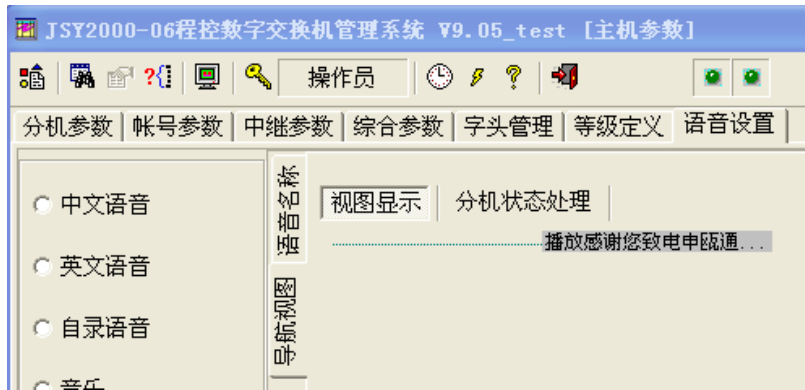 JSY2000-06程控数字交换机管理系统 V9.05_test [主机参数]
操作员
分机参数 帐号参数 中继参数 综合参数 字头管理 等级定义 语音设置
中文语音
英文语音
自录语音
音乐
语音名称
导航视图
视图显示 分机状态处理
播放感谢您致电申瓯通...